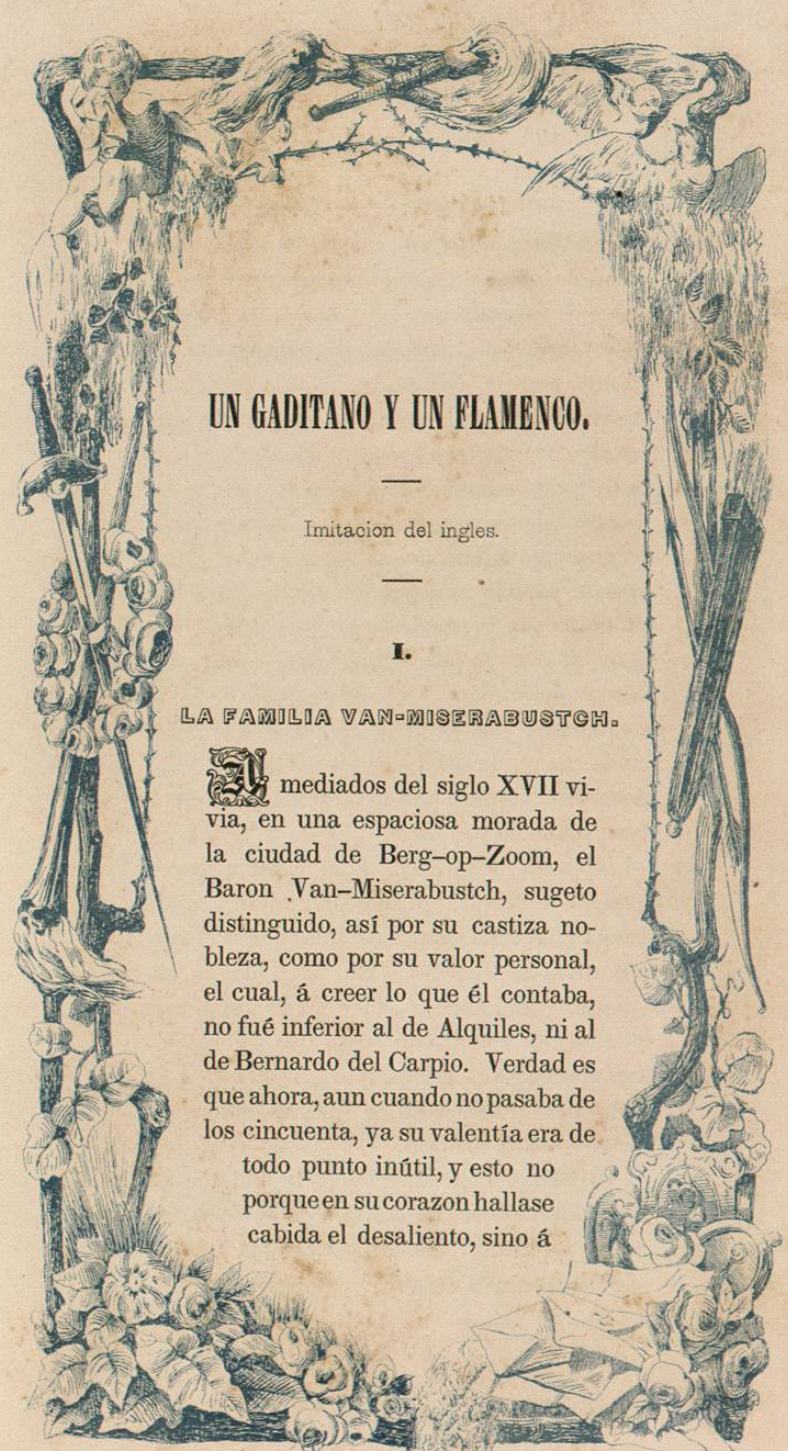 UN GADITANO Y UN FLAMENCO.
Imitacion del ingles.
I.
LA FAMILIA VAN-MISERABUSTCH.
A mediados del siglo XVII vi-
via, en una espaciosa morada de
la ciudad de Berg-op-Zoom, el
Baron Van-Miserabustch, sugeto
distinguido, así por su castiza no-
bleza, como por su valor personal,
el cual, á creer lo que él contaba,
no fué inferior al de Alquiles, ni al
de Bernardo del Carpio. Verdad es
que ahora, aun cuando no pasaba de
los cincuenta, ya su valentía era de
todo punto inútil, y esto no
porque en su corazon hallase
cabida el desaliento, sino á